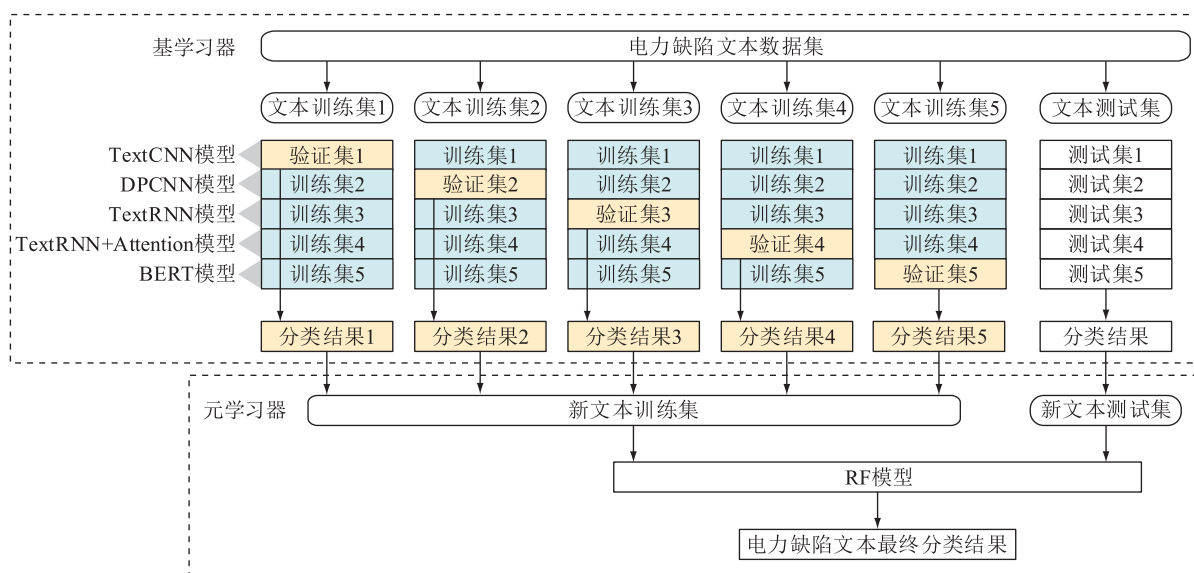 基学习器
电力缺陷文本数据集
文本训练集1 文本训练集2 文本训练集3 文本训练集4 文本训练集5 文本测试集
TextCNN模型 验证集1 训练集1 训练集1 训练集1 训练集1 测试集1
DPCNN模型 训练集2 验证集2 训练集2 训练集2 训练集2 测试集2
TextRNN模型 训练集3 训练集3 验证集3 训练集3 训练集3 测试集3
TextRNN+Attention模型 训练集4 训练集4 训练集4 验证集4 训练集4 测试集4
BERT模型 训练集5 训练集5 训练集5 训练集5 验证集5 测试集5
分类结果1 分类结果2 分类结果3 分类结果4 分类结果5 分类结果
元学习器 新文本训练集 新文本测试集
RF模型
电力缺陷文本最终分类结果